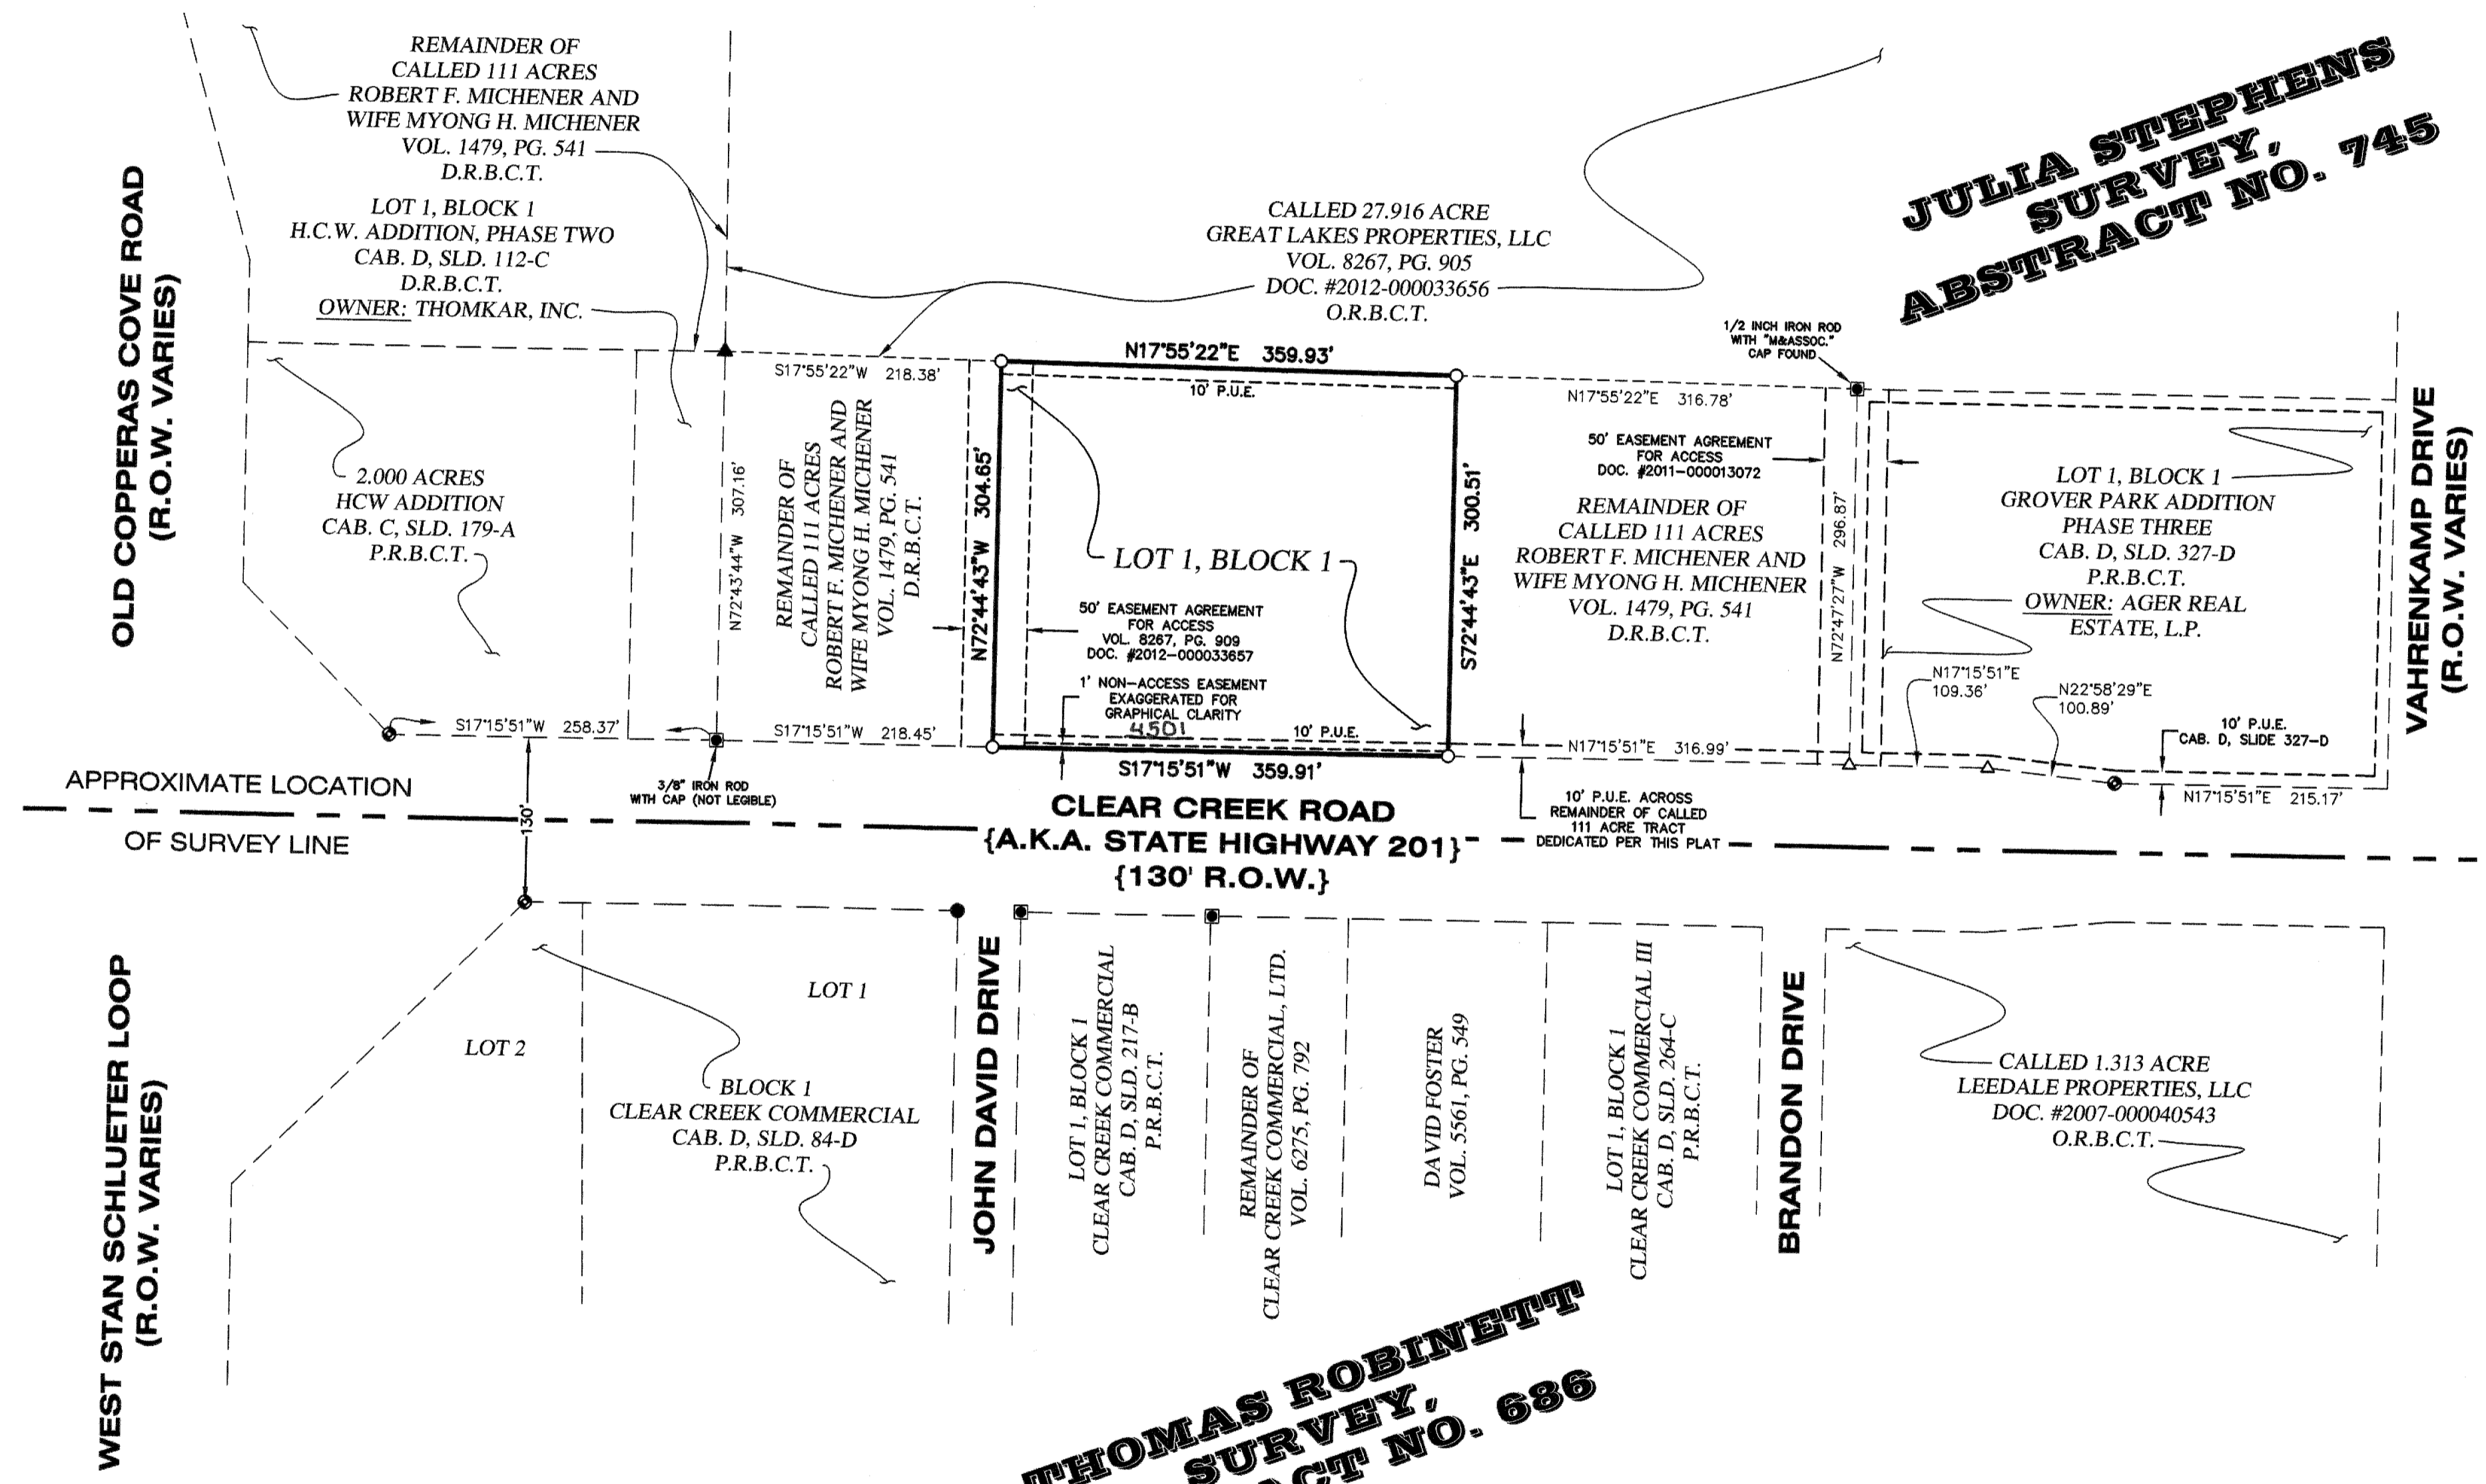 REMAINDER OF
CALLED 111 ACRES
ROBERT F. MICHENER AND
WIFE MYONG H. MICHENER
VOL. 1479, PG. 541
D.R.B.C.T.
LOT 1, BLOCK 1
H.C.W. ADDITION, PHASE TWO
CAB. D, SLD. 112-C
D.R.B.C.T.
OWNER: THOMKAR, INC.
OLD COPPERAS COVE ROAD
(R.O.W. VARIES)
CALLED 27.916 ACRE
GREAT LAKES PROPERTIES, LLC
VOL. 8267, PG. 905
DOC. #2012-000033656
O.R.B.C.T.
JULIA STEPHENS
SURVEY,
ABSTRACT NO. 745
1/2 INCH IRON ROD
WITH "M&ASSOC."
CAP FOUND
N17°55'22"E 359.93'
S17°55'22"W 218.38'
10' P.U.E.
N17°55'22"E 316.78'
2.000 ACRES
HCW ADDITION
CAB. C, SLD. 179-A
P.R.B.C.T.
N72°43'44"W 307.16'
REMAINDER OF
CALLED 111 ACRES
ROBERT F. MICHENER AND
WIFE MYONG H. MICHENER
VOL. 1479, PG. 541
D.R.B.C.T.
N72°44'43"W 304.65'
LOT 1, BLOCK 1
50' EASEMENT AGREEMENT
FOR ACCESS
VOL. 8267, PG. 909
DOC. #2012-000033657
1' NON-ACCESS EASEMENT
EXAGGERATED FOR
GRAPHICAL CLARITY
4501
10' P.U.E.
S72°44'43"E 300.51'
50' EASEMENT AGREEMENT
FOR ACCESS
DOC. #2011-000013072
REMAINDER OF
CALLED 111 ACRES
ROBERT F. MICHENER AND
WIFE MYONG H. MICHENER
VOL. 1479, PG. 541
D.R.B.C.T.
N72°47'27"W 296.87'
LOT 1, BLOCK 1
GROVER PARK ADDITION
PHASE THREE
CAB. D, SLD. 327-D
P.R.B.C.T.
OWNER: AGER REAL
ESTATE, L.P.
VAHRENKAMP DRIVE
(R.O.W. VARIES)
N17°15'51"E
109.36'
N22°58'29"E
100.89'
10' P.U.E.
CAB. D, SLIDE 327-D
S17°15'51"W 258.37'
S17°15'51"W 218.45'
S17°15'51"W 359.91'
N17°15'51"E 316.99'
N17°15'51"E 215.17'
3/8" IRON ROD
WITH CAP (NOT LEGIBLE)
10' P.U.E. ACROSS
REMAINDER OF CALLED
111 ACRE TRACT
DEDICATED PER THIS PLAT
APPROXIMATE LOCATION
OF SURVEY LINE
130'
CLEAR CREEK ROAD
{A.K.A. STATE HIGHWAY 201}
{130' R.O.W.}
WEST STAN SCHLUETER LOOP
(R.O.W. VARIES)
LOT 2
LOT 1
BLOCK 1
CLEAR CREEK COMMERCIAL
CAB. D, SLD. 84-D
P.R.B.C.T.
JOHN DAVID DRIVE
LOT 1, BLOCK 1
CLEAR CREEK COMMERCIAL
CAB. D, SLD. 217-B
P.R.B.C.T.
REMAINDER OF
CLEAR CREEK COMMERCIAL, LTD.
VOL. 6275, PG. 792
DAVID FOSTER
VOL. 5561, PG. 549
LOT 1, BLOCK 1
CLEAR CREEK COMMERCIAL III
CAB. D, SLD. 264-C
P.R.B.C.T.
BRANDON DRIVE
CALLED 1.313 ACRE
LEEDALE PROPERTIES, LLC
DOC. #2007-000040543
O.R.B.C.T.
THOMAS ROBINETT
SURVEY,
NO. 686